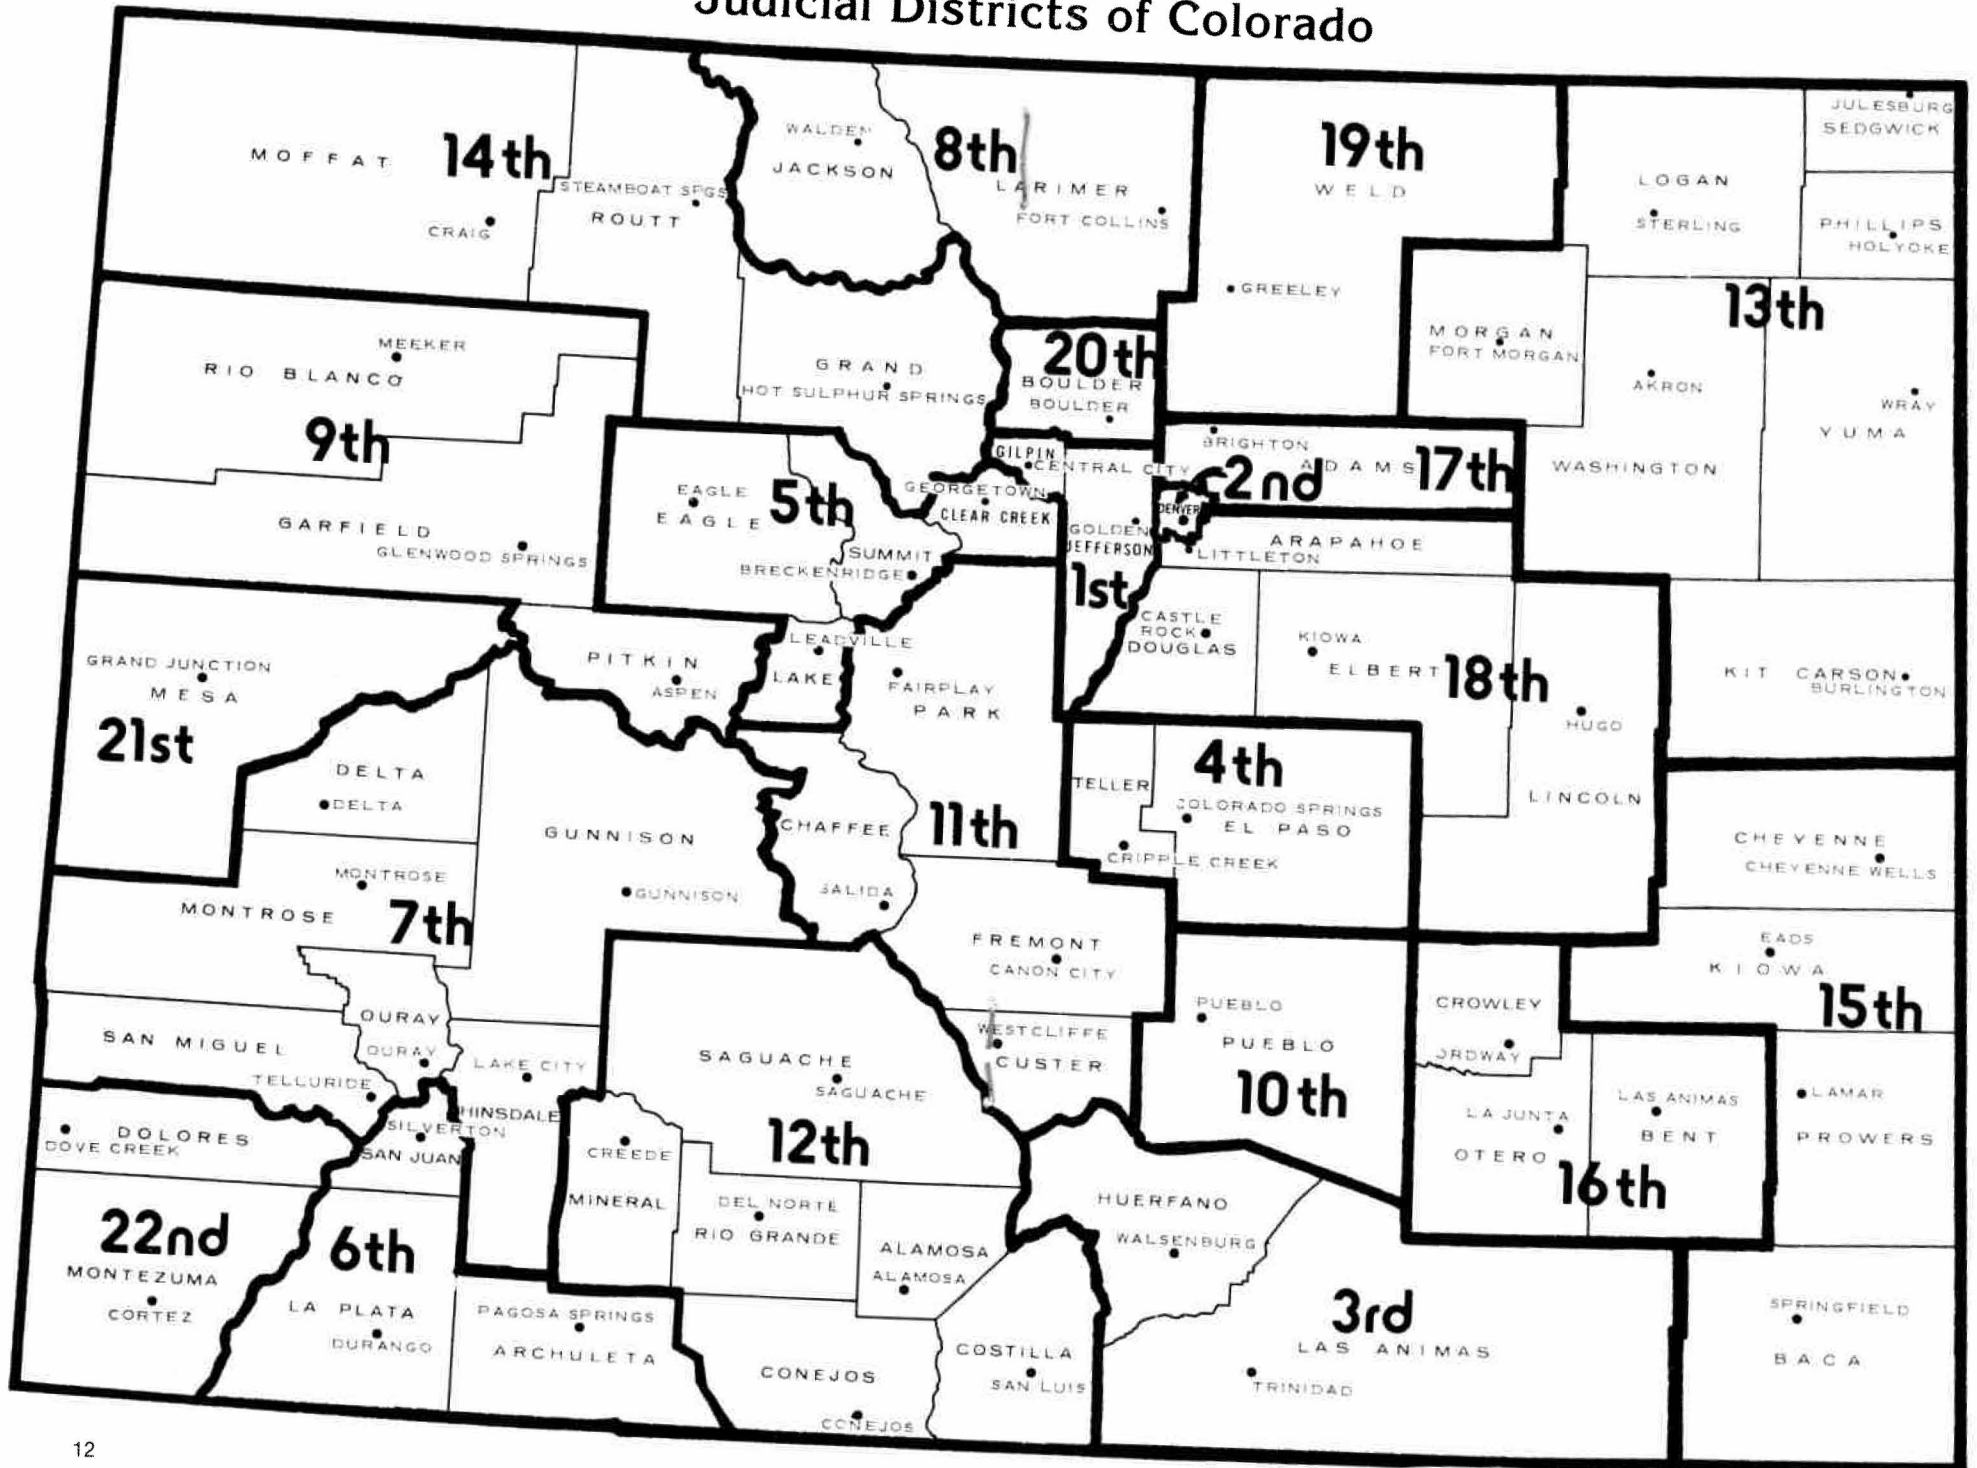 Judicial Districts of Colorado
MOFFAT
14th
CRAIG
STEAMBOAT SPGS
ROUTT
WALDEN
JACKSON
8th
LARIMER
FORT COLLINS
19th
WELD
GREELEY
LOGAN
STERLING
JULESBURG
SEDGWICK
PHILLIPS
HOLYOKE
13th
MORGAN
FORT MORGAN
AKRON
WASHINGTON
WRAY
YUMA
MEEKER
RIO BLANCO
9th
GARFIELD
GLENWOOD SPRINGS
GRAND
HOT SULPHUR SPRINGS
20th
BOULDER
BOULDER
GILPIN
CENTRAL CITY
GEORGETOWN
CLEAR CREEK
BRIGHTON
ADAMS
17th
2nd
DENVER
GOLDEN
JEFFERSON
1st
ARAPAHOE
LITTLETON
EAGLE
EAGLE
5th
SUMMIT
BRECKENRIDGE
LEADVILLE
LAKE
CASTLE
ROCK
DOUGLAS
KIOWA
ELBERT
18th
HUGO
LINCOLN
KIT CARSON
BURLINGTON
GRAND JUNCTION
MESA
21st
PITKIN
ASPEN
FAIRPLAY
PARK
DELTA
DELTA
GUNNISON
GUNNISON
CHAFFEE
SALIDA
11th
TELLER
CRIPPLE CREEK
4th
COLORADO SPRINGS
EL PASO
CHEYENNE
CHEYENNE WELLS
MONTROSE
MONTROSE
7th
FREMONT
CANON CITY
EADS
KIOWA
15th
OURAY
OURAY
SAN MIGUEL
TELLURIDE
LAKE CITY
HINSDALE
SAGUACHE
SAGUACHE
WESTCLIFFE
CUSTER
PUEBLO
PUEBLO
10th
CROWLEY
ORDWAY
LAS ANIMAS
BENT
LA JUNTA
OTERO
16th
LAMAR
PROWERS
DOLORES
DOVE CREEK
SILVERTON
SAN JUAN
CREEDE
MINERAL
12th
DEL NORTE
RIO GRANDE
ALAMOSA
ALAMOSA
HUERFANO
WALSENBURG
22nd
MONTEZUMA
CORTEZ
6th
LA PLATA
DURANGO
PAGOSA SPRINGS
ARCHULETA
CONEJOS
CONEJOS
COSTILLA
SAN LUIS
3rd
LAS ANIMAS
TRINIDAD
SPRINGFIELD
BACA
12